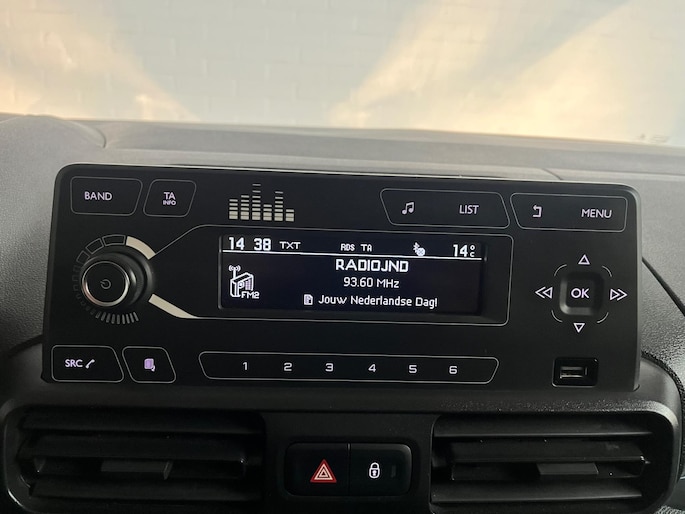 BAND
TA
INFO
LIST
MENU
14 38 TXT RDS TA 14°C
RADIOJND
93.60 MHz
FM2
Jouw Nederlandse Dag!
OK
SRC
1 2 3 4 5 6